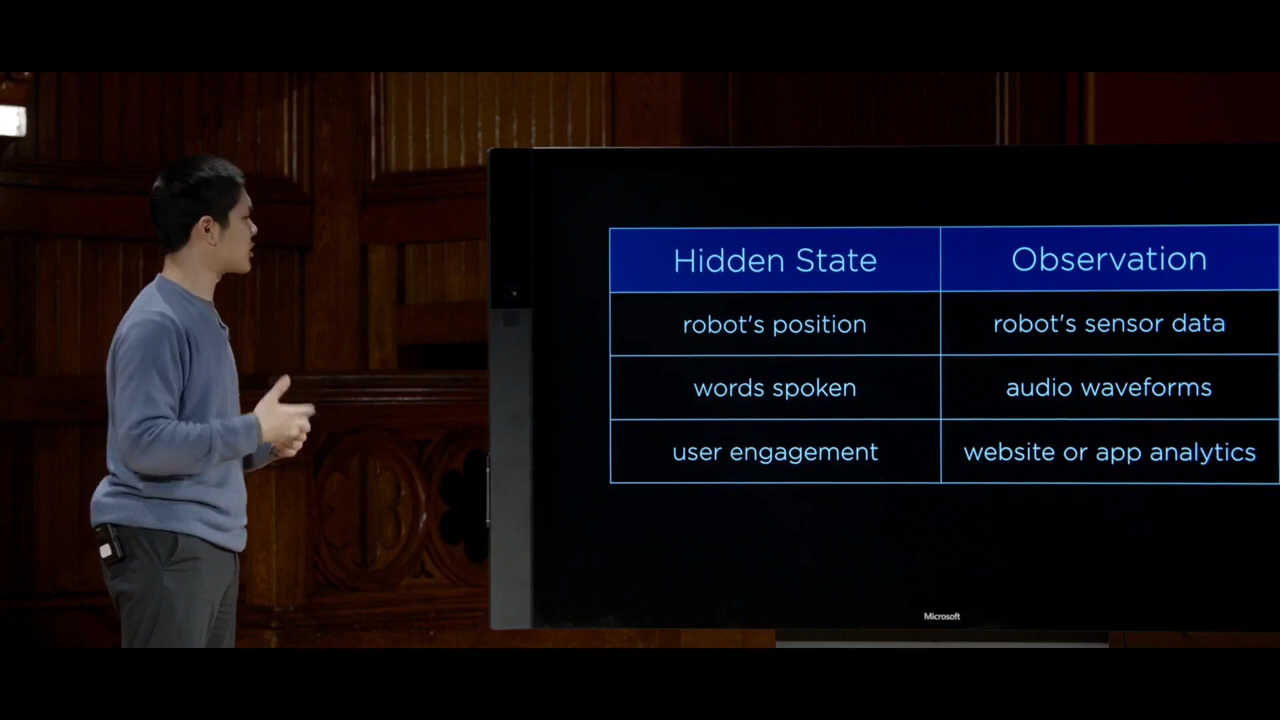 Hidden State Observation
robot's position robot's sensor data
words spoken audio waveforms
user engagement website or app analytics
Microsoft